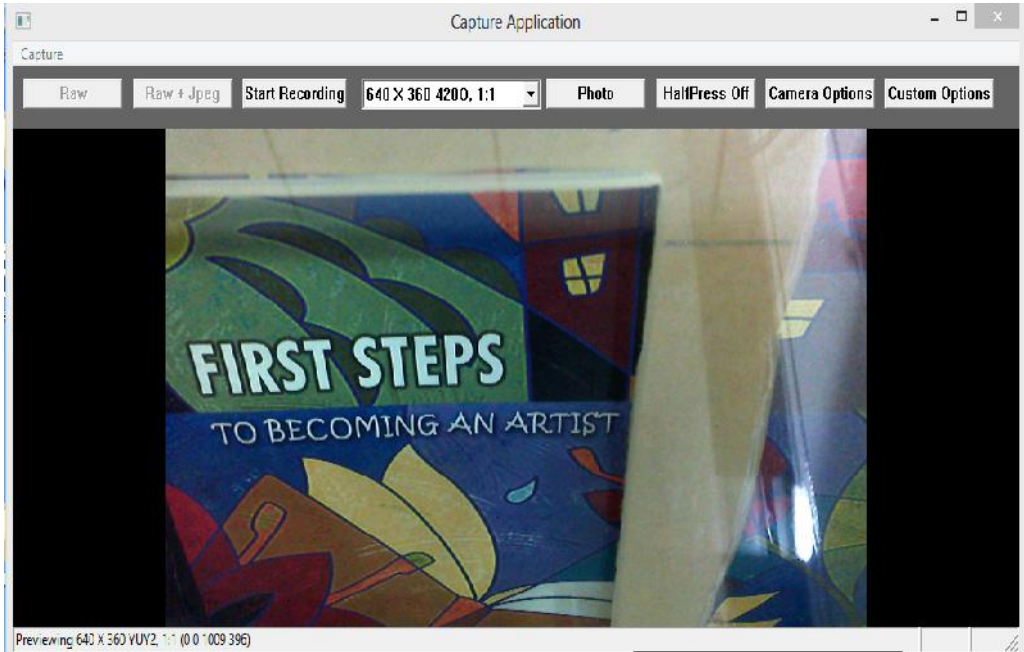 Capture Application
Capture
Raw
Raw + Jpeg
Start Recording
640 X 360 420O, 1:1
Photo
HalfPress Off
Camera Options
Custom Options
FIRST STEPS
TO BECOMING AN ARTIST
Previewing 640 X 360 YUY2, 1:1 (0 0 1009 396)